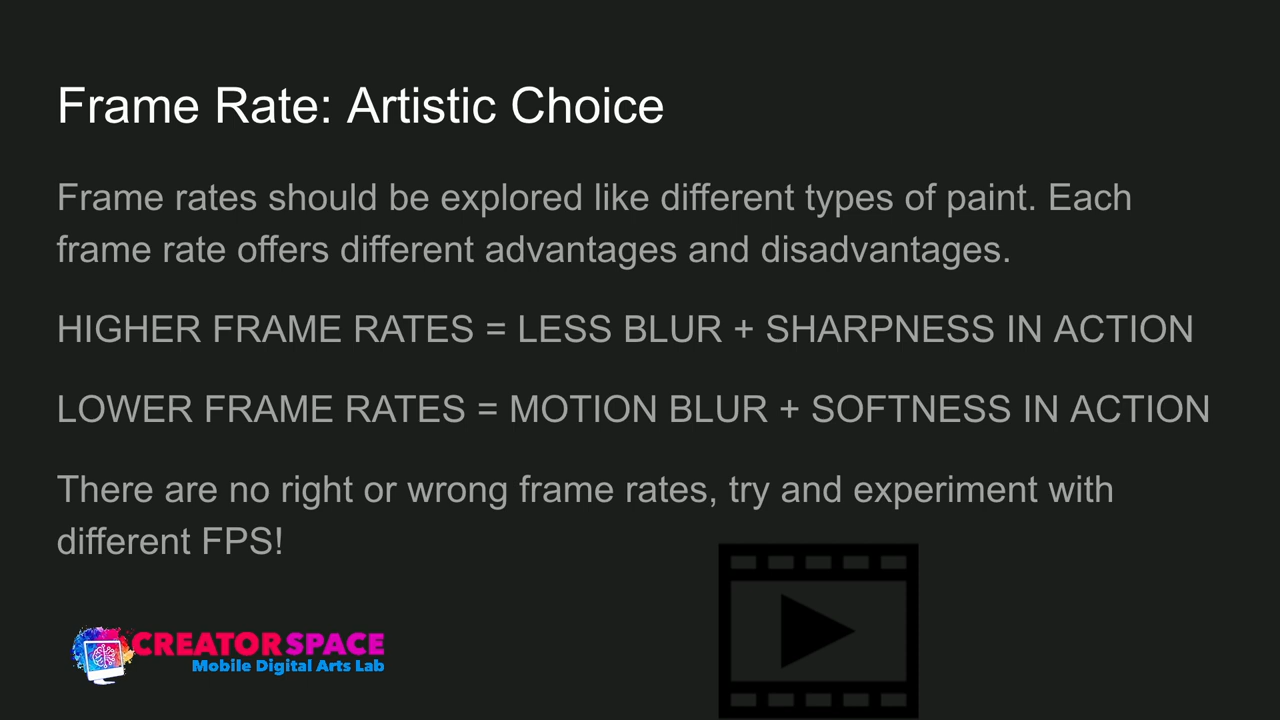 Frame Rate: Artistic Choice
Frame rates should be explored like different types of paint. Each
frame rate offers different advantages and disadvantages.
HIGHER FRAME RATES = LESS BLUR + SHARPNESS IN ACTION
LOWER FRAME RATES = MOTION BLUR + SOFTNESS IN ACTION
There are no right or wrong frame rates, try and experiment with
different FPS!
CREATORSPACE
Mobile Digital Arts Lab